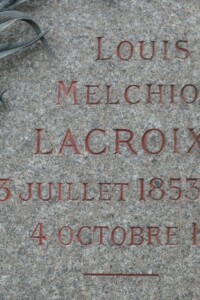 LOUIS
MELCHIO
LACROIX
3 JUILLET 1853
4 OCTOBRE 1